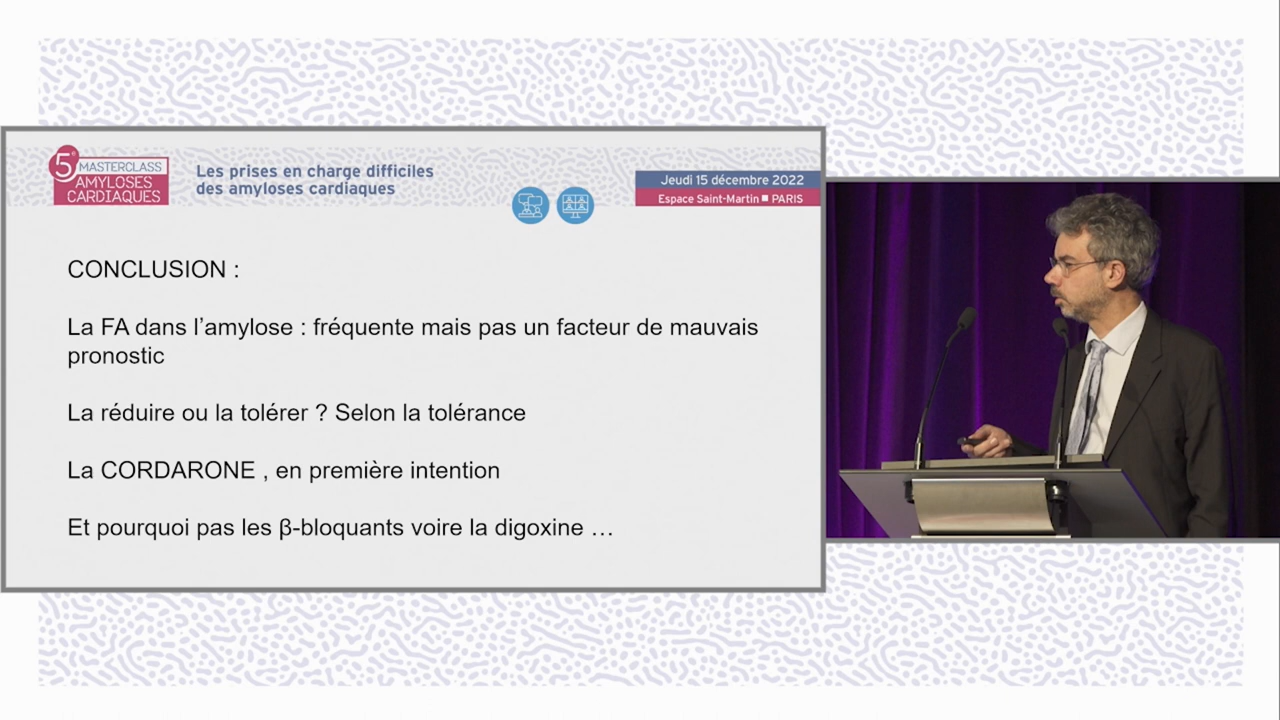 5e
MASTERCLASS
AMYLOSES
CARDIAQUES
Les prises en charge difficiles
des amyloses cardiaques
Jeudi 15 décembre 2022
Espace Saint-Martin ■ PARIS
CONCLUSION :
La FA dans l’amylose : fréquente mais pas un facteur de mauvais
pronostic
La réduire ou la tolérer ? Selon la tolérance
La CORDARONE , en première intention
Et pourquoi pas les β-bloquants voire la digoxine …